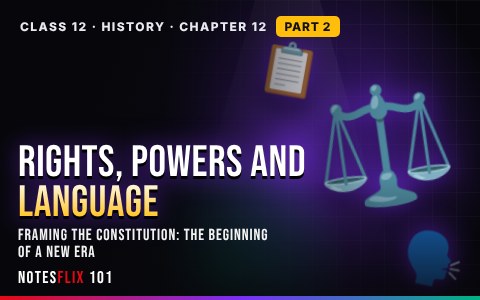 CLASS 12 · HISTORY · CHAPTER 12 PART 2
RIGHTS, POWERS AND
LANGUAGE
FRAMING THE CONSTITUTION: THE BEGINNING
OF A NEW ERA
NOTESFLIX 101